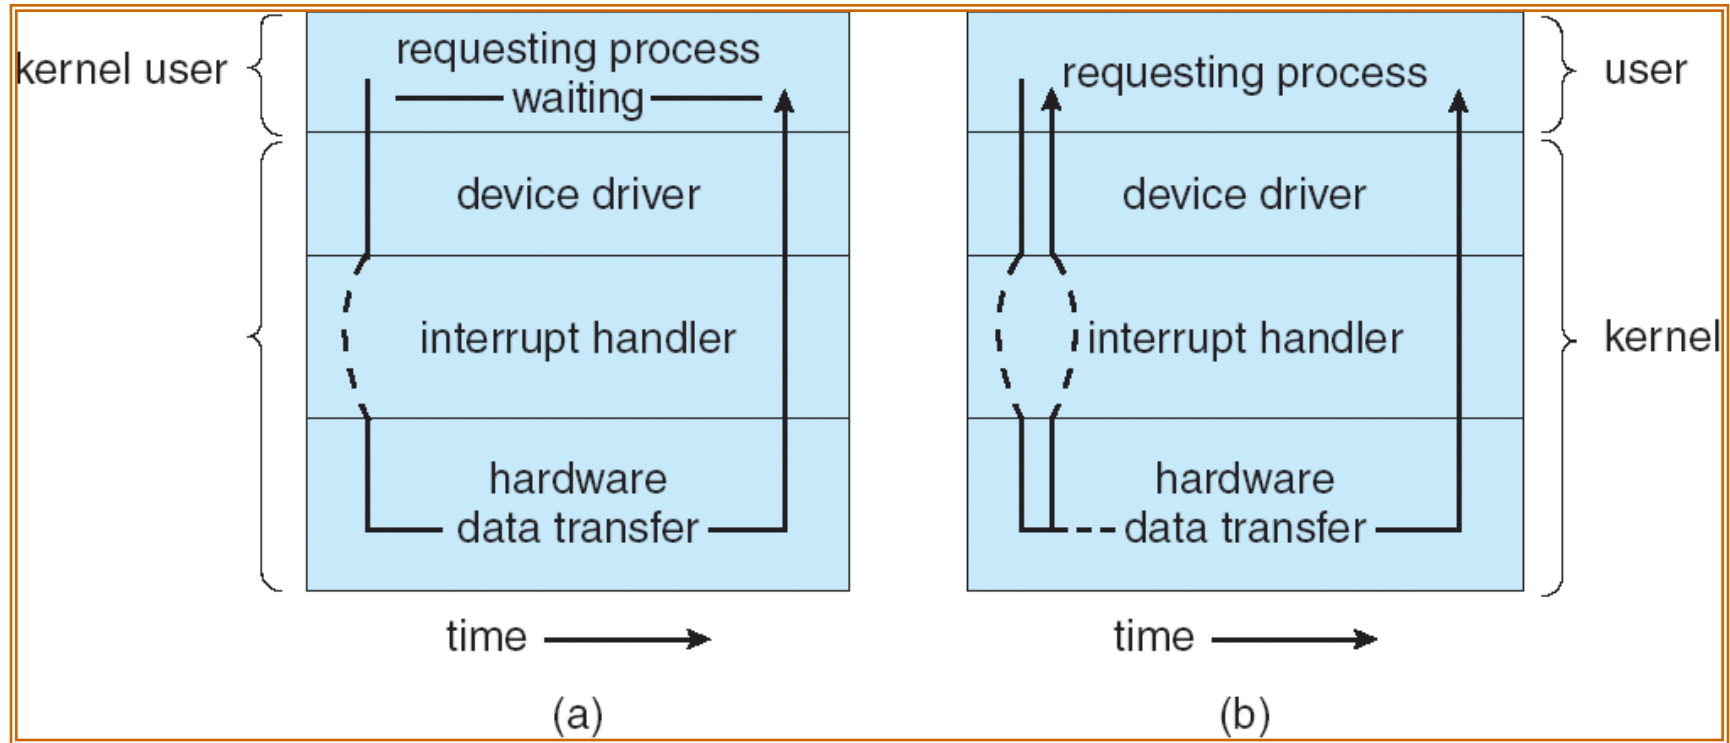 kernel user
requesting process
waiting
device driver
interrupt handler
hardware
data transfer
time
(a)
requesting process
user
device driver
interrupt handler
kernel
hardware
data transfer
time
(b)